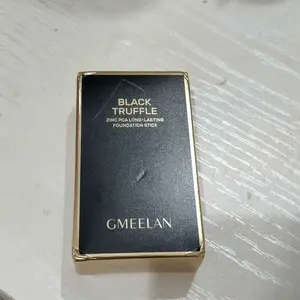 BLACK
TRUFFLE
ZINC PCA LONG-LASTING
FOUNDATION STICK
GMEELAN